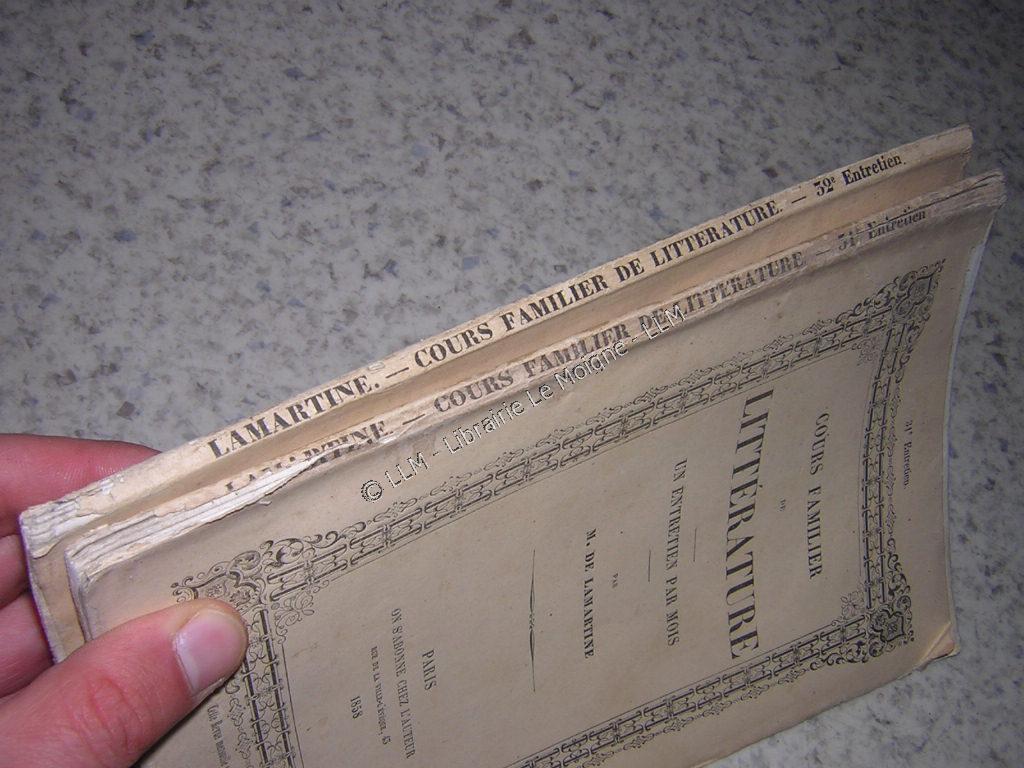 LAMARTINE. — COURS FAMILIER DE LITTERATURE. — 32e Entretien.
LAMARTINE — COURS FAMILIER DE LITTERATURE — 31e Entretien
© LLM - Librairie Le Moigne - LLM
31e Entretien
COURS FAMILIER
DE
LITTÉRATURE
UN ENTRETIEN PAR MOIS
PAR
M. DE LAMARTINE
PARIS
ON S'ABONNE CHEZ L'AUTEUR
RUE DE LA VILLE-L'ÉVÊQUE, 43
1858